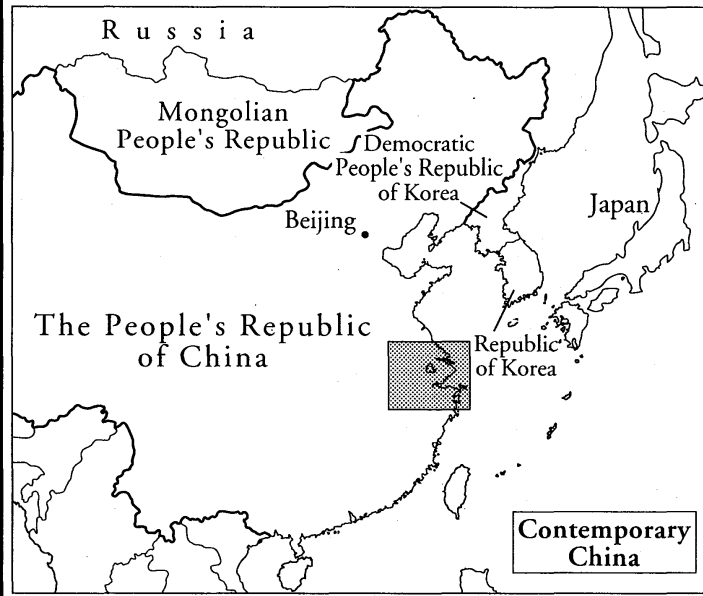 Russia
Mongolian
People's Republic
Democratic
People's Republic
of Korea
Beijing
Japan
The People's Republic
of China
Republic
of Korea
Contemporary
China